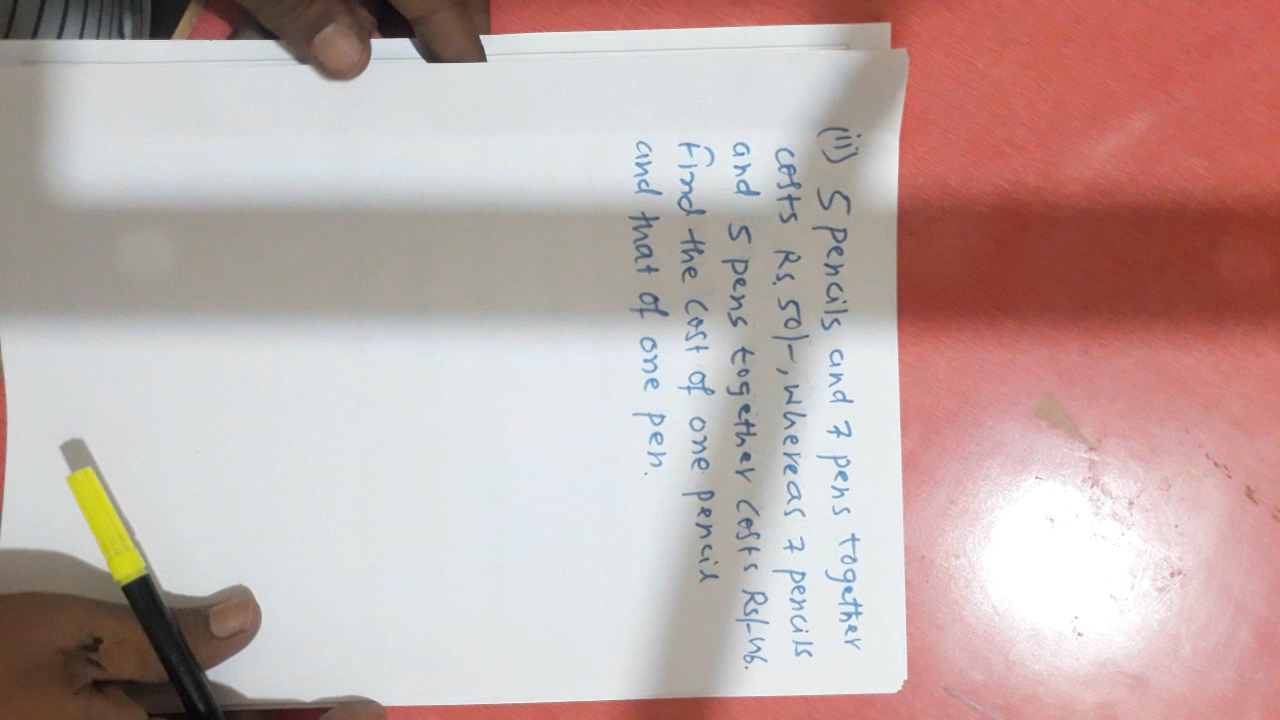 (ii) 5 pencils and 7 pens together
costs Rs. 50/-, whereas 7 pencils
and 5 pens together costs Rs/-46.
Find the cost of one pencil
and that of one pen.